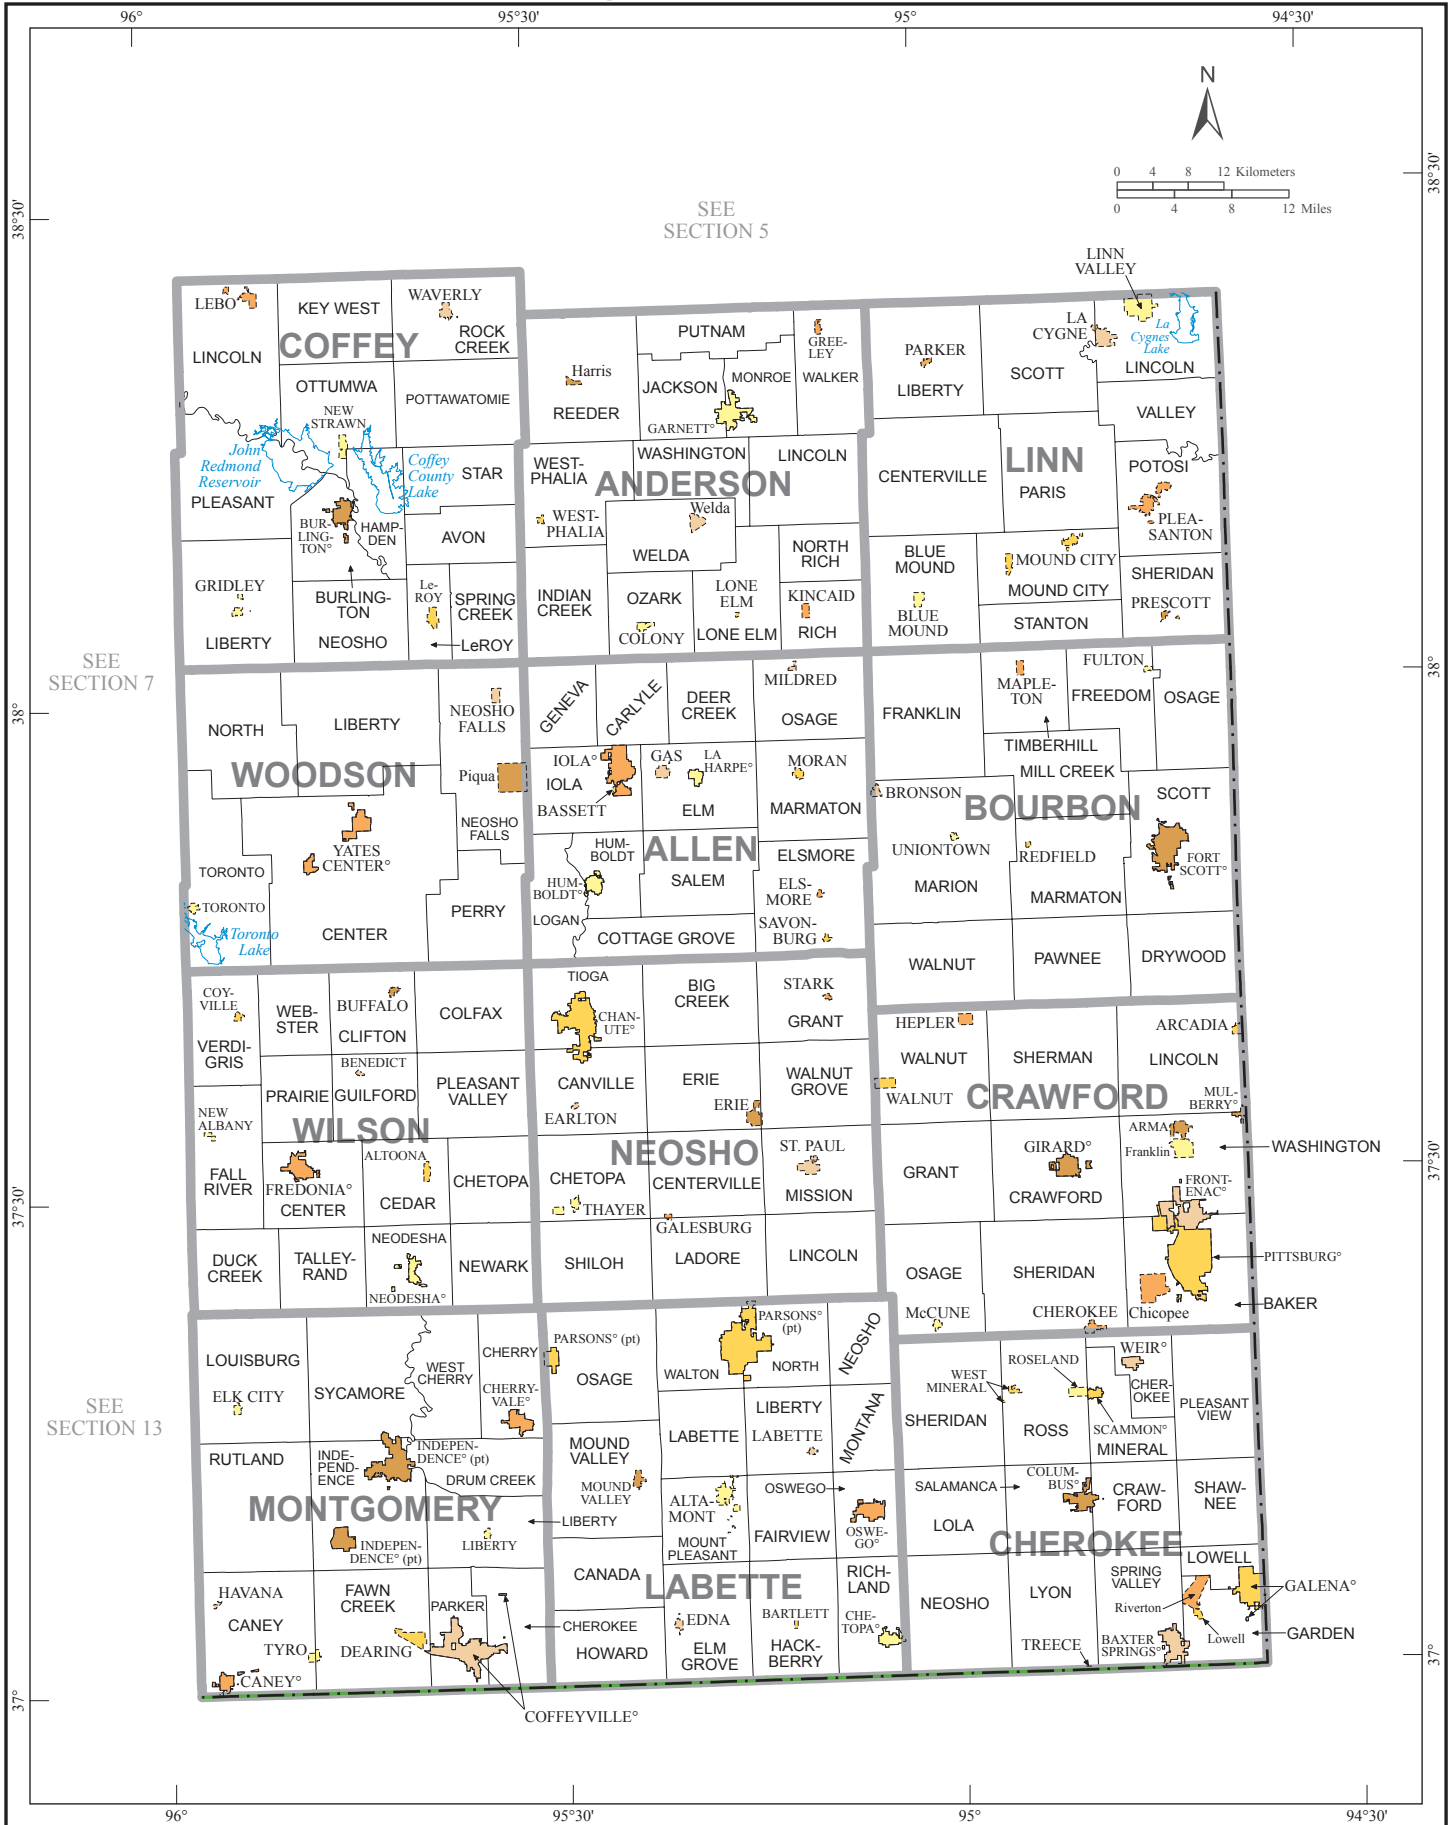 96°
95°30'
95°
94°30'
N
0 4 8 12 Kilometers
0 4 8 12 Miles
38°30'
38°30'
SEE
SECTION 5
LINN
VALLEY
LEBO
KEY WEST
WAVERLY
ROCK
CREEK
COFFEY
LINCOLN
OTTUMWA
POTTAWATOMIE
NEW
STRAWN
John
Redmond
Reservoir
Coffey
County
Lake
STAR
PLEASANT
BUR-
LING-
TON°
HAMP-
DEN
AVON
GRIDLEY
LIBERTY
BURLING-
TON
NEOSHO
Le-
ROY
SPRING
CREEK
LeROY
PUTNAM
GREE-
LEY
Harris
REEDER
JACKSON
MONROE
WALKER
GARNETT°
WEST-
PHALIA
WASHINGTON
LINCOLN
ANDERSON
WEST-
PHALIA
Welda
WELDA
NORTH
RICH
INDIAN
CREEK
OZARK
COLONY
LONE
ELM
LONE ELM
KINCAID
RICH
LA
CYGNE
La
Cygnes
Lake
PARKER
LIBERTY
SCOTT
LINCOLN
VALLEY
LINN
CENTERVILLE
PARIS
POTOSI
PLEA-
SANTON
BLUE
MOUND
MOUND CITY
MOUND CITY
SHERIDAN
BLUE
MOUND
STANTON
PRESCOTT
SEE
SECTION 7
38°
38°
NORTH
LIBERTY
NEOSHO
FALLS
WOODSON
Piqua
YATES
CENTER°
NEOSHO
FALLS
TORONTO
TORONTO
Toronto
Lake
CENTER
PERRY
GENEVA
CARLYLE
DEER
CREEK
MILDRED
OSAGE
IOLA°
IOLA
BASSETT
GAS
LA
HARPE°
ELM
MORAN
MARMATON
HUM-
BOLDT
ALLEN
ELSMORE
HUM-
BOLDT°
SALEM
ELS-
MORE
LOGAN
COTTAGE GROVE
SAVON-
BURG
FRANKLIN
MAPLE-
TON
FULTON
FREEDOM
OSAGE
TIMBERHILL
MILL CREEK
BRONSON
BOURBON
SCOTT
UNIONTOWN
REDFIELD
FORT
SCOTT°
MARION
MARMATON
WALNUT
PAWNEE
DRYWOOD
COY-
VILLE
WEB-
STER
BUFFALO
CLIFTON
COLFAX
VERDI-
GRIS
BENEDICT
PRAIRIE
GUILFORD
PLEASANT
VALLEY
NEW
ALBANY
WILSON
FALL
RIVER
FREDONIA°
CENTER
ALTOONA
CEDAR
CHETOPA
DUCK
CREEK
TALLEY-
RAND
NEODESHA
NEODESHA°
NEWARK
TIOGA
CHAN-
UTE°
BIG
CREEK
STARK
GRANT
CANVILLE
EARLTON
ERIE
ERIE
WALNUT
GROVE
NEOSHO
CHETOPA
CENTERVILLE
ST. PAUL
MISSION
THAYER
GALESBURG
SHILOH
LADORE
LINCOLN
HEPLER
WALNUT
SHERMAN
ARCADIA
LINCOLN
WALNUT
CRAWFORD
MUL-
BERRY°
GIRARD°
ARMA
Franklin
WASHINGTON
GRANT
CRAWFORD
FRONT-
ENAC°
OSAGE
SHERIDAN
PITTSBURG°
McCUNE
CHEROKEE
Chicopee
BAKER
37°30'
37°30'
SEE
SECTION 13
LOUISBURG
ELK CITY
SYCAMORE
WEST
CHERRY
CHERRY
CHERRY-
VALE°
RUTLAND
INDE-
PEND-
ENCE
INDEPEN-
DENCE° (pt)
DRUM CREEK
MONTGOMERY
INDEPEN-
DENCE° (pt)
LIBERTY
LIBERTY
HAVANA
CANEY
FAWN
CREEK
PARKER
CHEROKEE
TYRO
DEARING
CANEY°
COFFEYVILLE°
PARSONS° (pt)
OSAGE
WALTON
PARSONS°
(pt)
NORTH
NEOSHO
MOUND
VALLEY
LABETTE
LIBERTY
LABETTE
MONTANA
MOUND
VALLEY
ALTA-
MONT
OSWEGO
OSWE-
GO°
MOUNT
PLEASANT
FAIRVIEW
CANADA
LABETTE
RICH-
LAND
HOWARD
EDNA
ELM
GROVE
BARTLETT
HACK-
BERRY
CHE-
TOPA°
WEST
MINERAL
ROSELAND
WEIR°
CHER-
OKEE
PLEASANT
VIEW
SHERIDAN
ROSS
SCAMMON°
MINERAL
SALAMANCA
COLUM-
BUS°
CRAW-
FORD
SHAW-
NEE
LOLA
CHEROKEE
NEOSHO
LYON
SPRING
VALLEY
LOWELL
GALENA°
Riverton
Lowell
GARDEN
TREECE
BAXTER
SPRINGS°
37°
37°
96°
95°30'
95°
94°30'